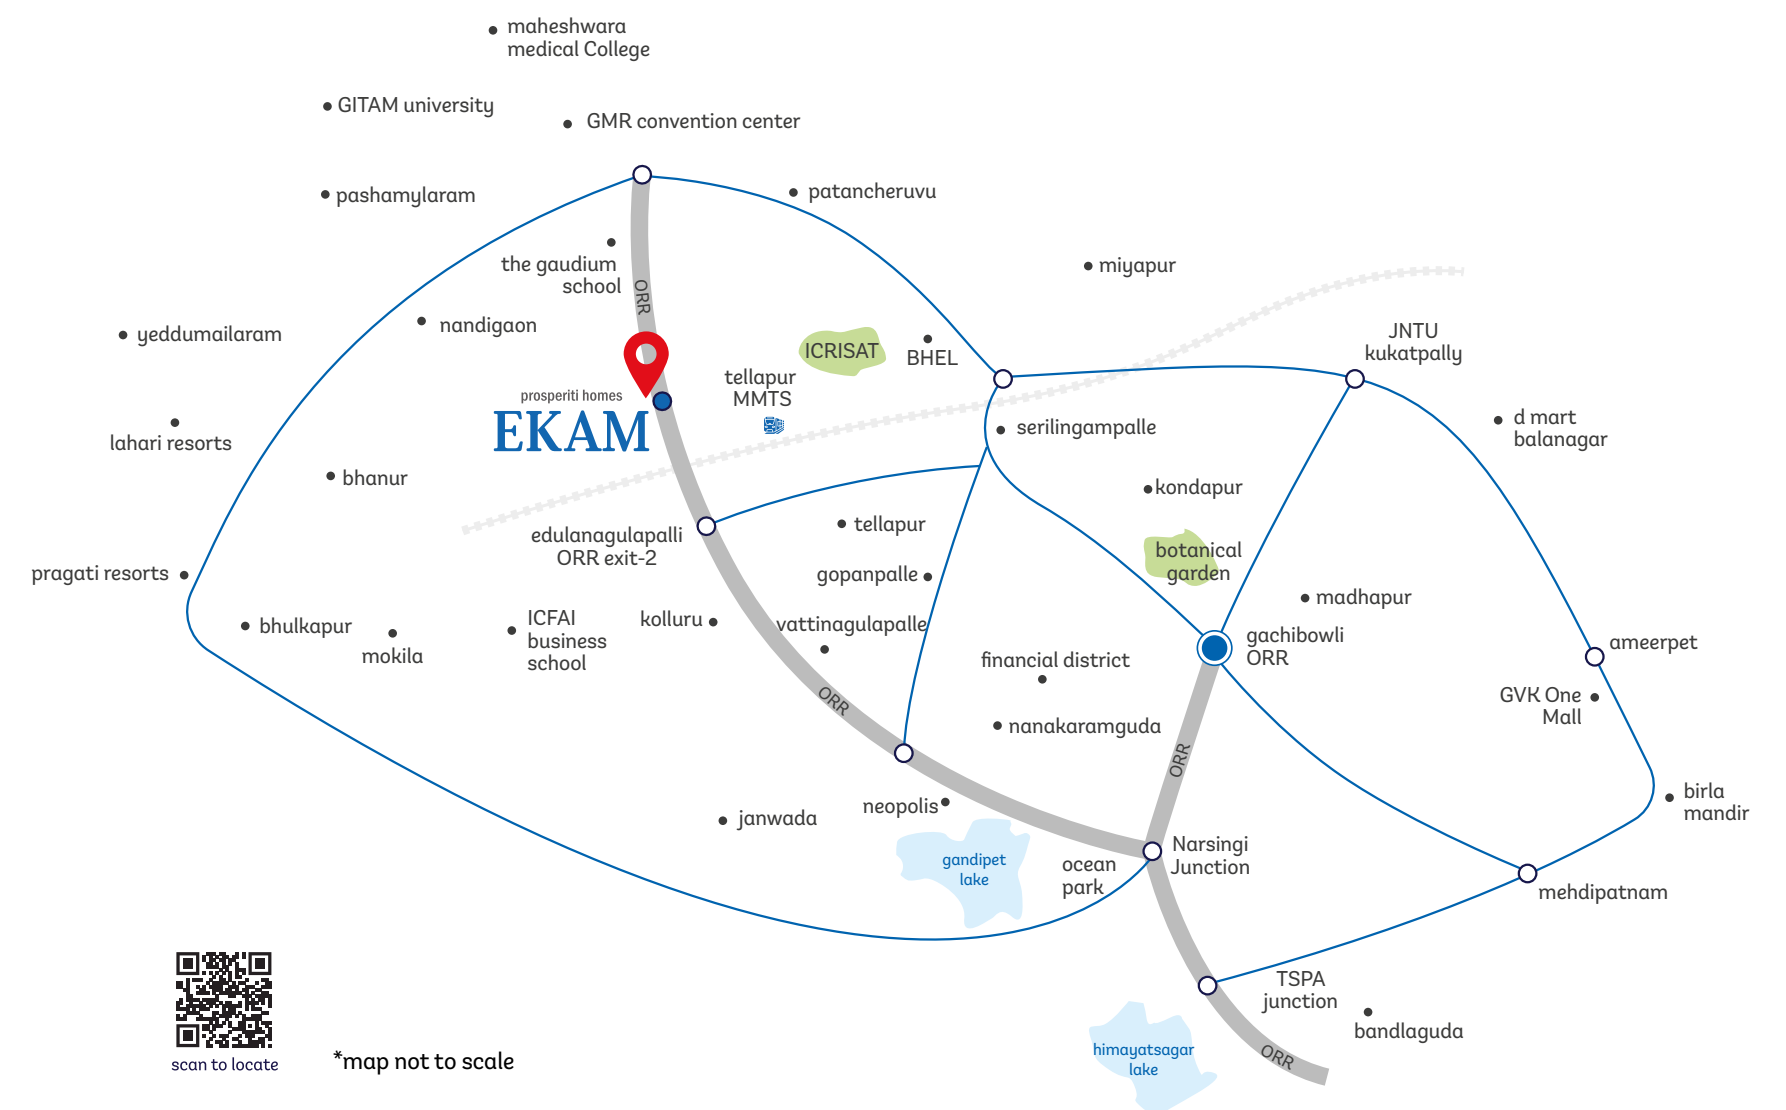 maheshwara
medical College
GITAM university
GMR convention center
pashamylaram
patancheruvu
the gaudium
school
ORR
miyapur
nandigaon
yeddumailaram
JNTU
kukatpally
ICRISAT
BHEL
tellapur
MMTS
prosperiti homes
EKAM
lahari resorts
serilingampalle
d mart
balanagar
bhanur
kondapur
edulanagulapalli
ORR exit-2
tellapur
botanical
garden
pragati resorts
gopanpalle
madhapur
bhulkapur
mokila
ICFAI
business
school
kolluru
vattinagulapalle
gachibowli
ORR
ameerpet
financial district
ORR
nanakaramguda
GVK One
Mall
ORR
birla
mandir
janwada
neopolis
gandipet
lake
ocean
park
Narsingi
Junction
mehdipatnam
TSPA
junction
bandlaguda
himayatsagar
lake
ORR
scan to locate
*map not to scale